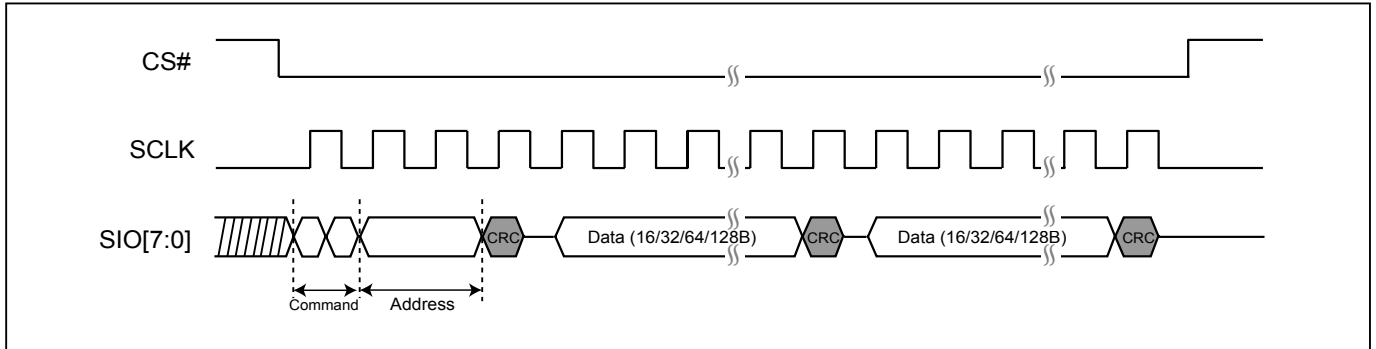 CS#
SCLK
SIO[7:0]
CRC
Data (16/32/64/128B)
CRC
Data (16/32/64/128B)
CRC
Command
Address